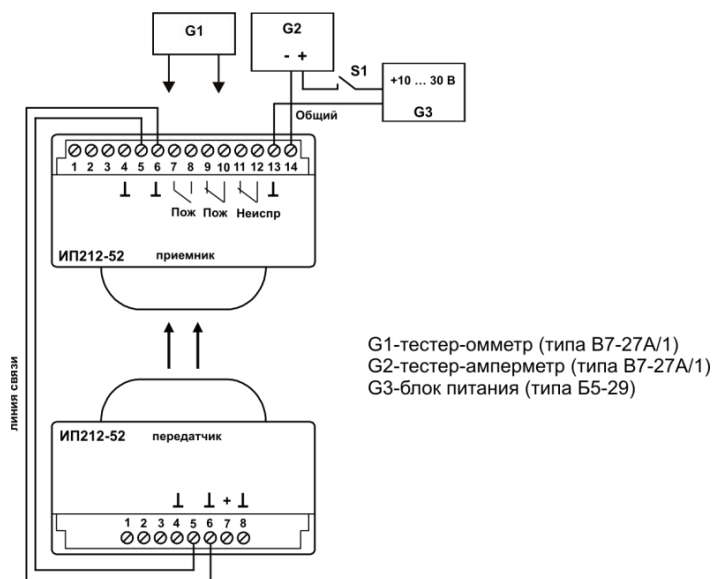 G1
G2
- +
S1
+10 ... 30 В
G3
Общий
1 2 3 4 5 6 7 8 9 10 11 12 13 14
Пож Пож Неиспр
ИП212-52 приемник
G1-тестер-омметр (типа В7-27А/1)
G2-тестер-амперметр (типа В7-27А/1)
G3-блок питания (типа Б5-29)
линия связи
ИП212-52 передатчик
+
1 2 3 4 5 6 7 8